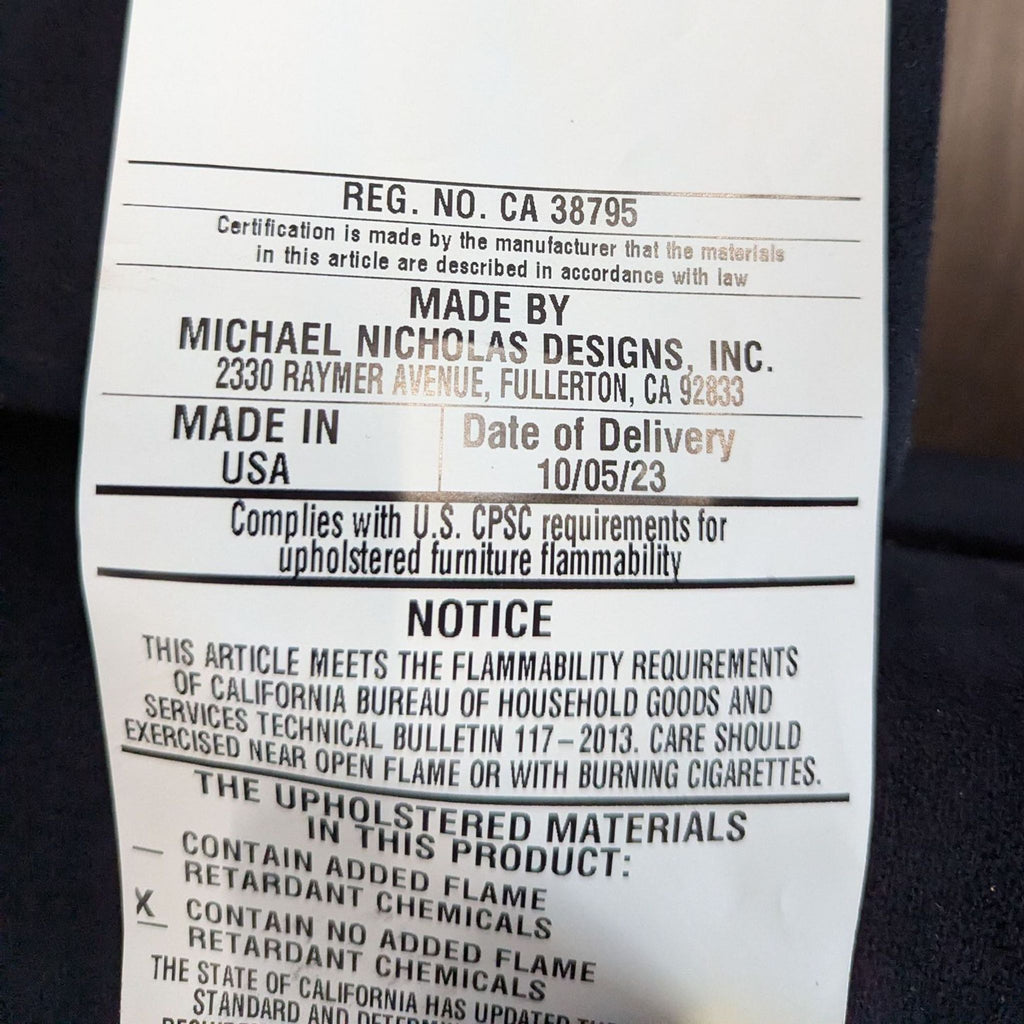 REG. NO. CA 38795
Certification is made by the manufacturer that the materials
in this article are described in accordance with law
MADE BY
MICHAEL NICHOLAS DESIGNS, INC.
2330 RAYMER AVENUE, FULLERTON, CA 92833
MADE IN
USA
Date of Delivery
10/05/23
Complies with U.S. CPSC requirements for
upholstered furniture flammability
NOTICE
THIS ARTICLE MEETS THE FLAMMABILITY REQUIREMENTS
OF CALIFORNIA BUREAU OF HOUSEHOLD GOODS AND
SERVICES TECHNICAL BULLETIN 117–2013. CARE SHOULD
EXERCISED NEAR OPEN FLAME OR WITH BURNING CIGARETTES.
THE UPHOLSTERED MATERIALS
IN THIS PRODUCT:
__ CONTAIN ADDED FLAME
RETARDANT CHEMICALS
X CONTAIN NO ADDED FLAME
RETARDANT CHEMICALS
THE STATE OF CALIFORNIA HAS UPDATED
STANDARD AND